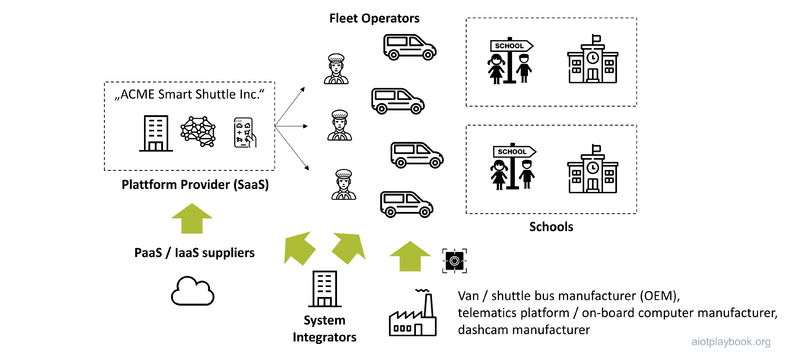 Fleet Operators
„ACME Smart Shuttle Inc.“
Plattform Provider (SaaS)
SCHOOL
SCHOOL
Schools
PaaS / IaaS suppliers
System
Integrators
Van / shuttle bus manufacturer (OEM),
telematics platform / on-board computer manufacturer,
dashcam manufacturer
aiotplaybook.org